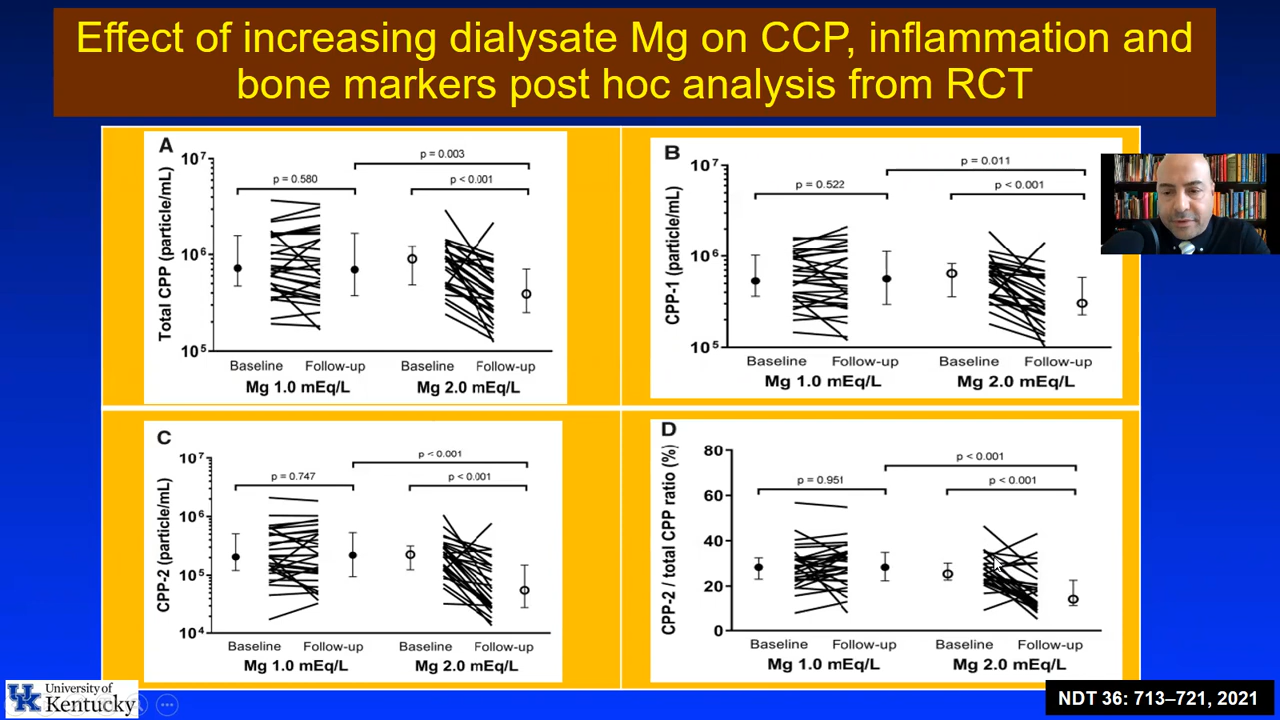 Effect of increasing dialysate Mg on CCP, inflammation and
bone markers post hoc analysis from RCT
A
p = 0.003
p = 0.580
p < 0.001
10⁷
10⁶
10⁵
Total CPP (particle/mL)
Baseline Follow-up Baseline Follow-up
Mg 1.0 mEq/L Mg 2.0 mEq/L
B
p = 0.011
p = 0.522
p < 0.001
10⁷
10⁶
10⁵
CPP-1 (particle/mL)
Baseline Follow-up Baseline Follow-up
Mg 1.0 mEq/L Mg 2.0 mEq/L
C
p < 0.001
p = 0.747
p < 0.001
10⁷
10⁶
10⁵
10⁴
CPP-2 (particle/mL)
Baseline Follow-up Baseline Follow-up
Mg 1.0 mEq/L Mg 2.0 mEq/L
D
p < 0.001
p = 0.951
p < 0.001
80
60
40
20
0
CPP-2 / total CPP ratio (%)
Baseline Follow-up Baseline Follow-up
Mg 1.0 mEq/L Mg 2.0 mEq/L
UK
University of
Kentucky
NDT 36: 713–721, 2021